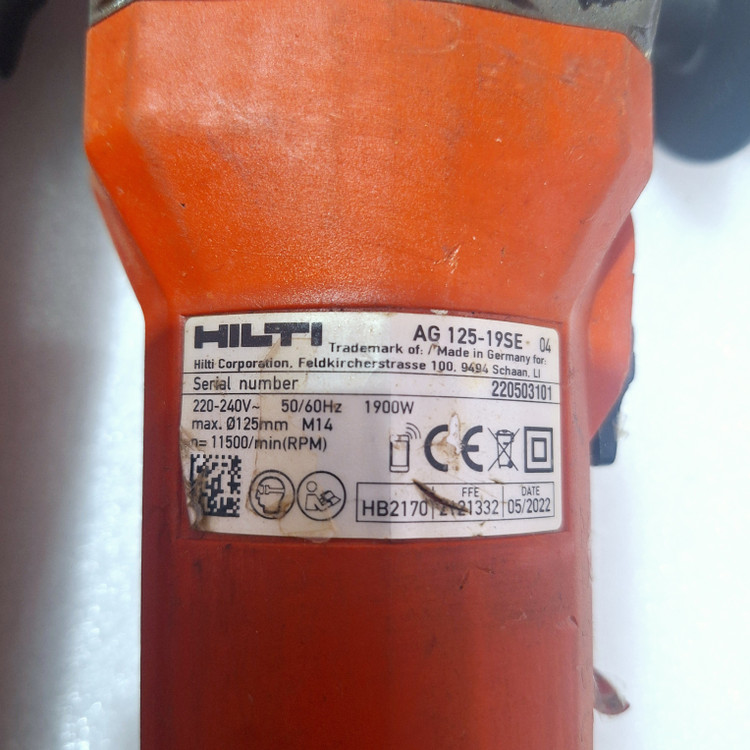 HILTI AG 125-19SE 04
Trademark of: / Made in Germany for:
Hilti Corporation, Feldkircherstrasse 100, 9494 Schaan, LI
Serial number 220503101
220-240V~ 50/60Hz 1900W
max. Ø125mm M14
n= 11500/min(RPM)
CE
FFE DATE
HB2170 2121332 05/2022